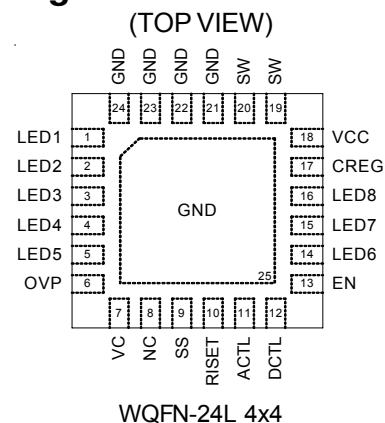 (TOP VIEW)
GND GND GND GND SW SW
24 23 22 21 20 19
LED1 1 18 VCC
LED2 2 17 CREG
LED3 3 16 LED8
GND
LED4 4 15 LED7
LED5 5 14 LED6
25
OVP 6 13 EN
7 8 9 10 11 12
VC NC SS RISET ACTL DCTL
WQFN-24L 4x4